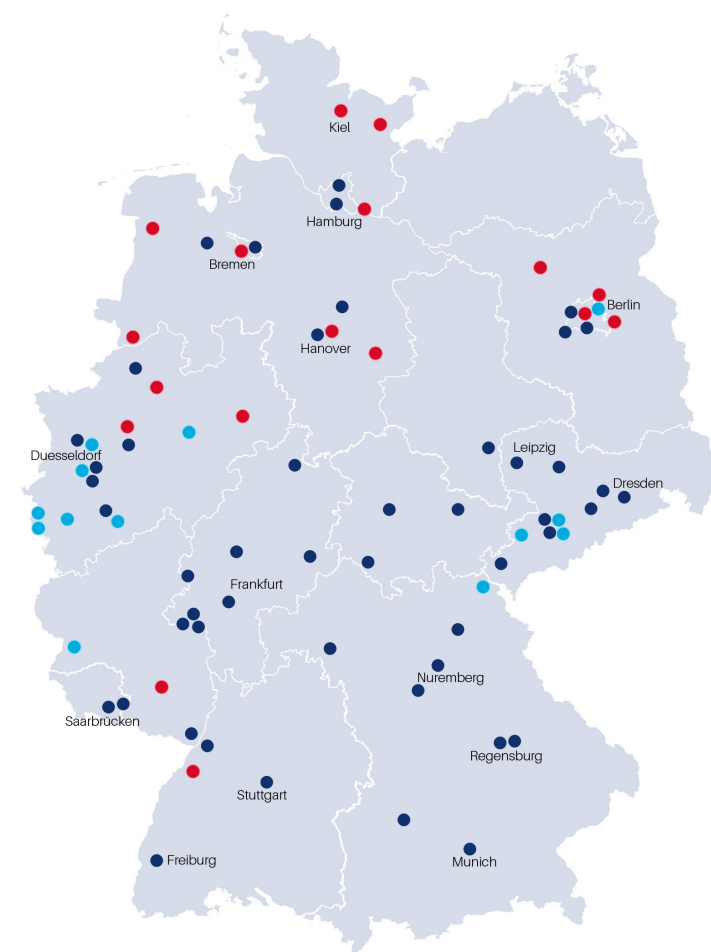 Kiel
Hamburg
Bremen
Berlin
Hanover
Duesseldorf
Leipzig
Dresden
Frankfurt
Nuremberg
Saarbrücken
Regensburg
Stuttgart
Freiburg
Munich